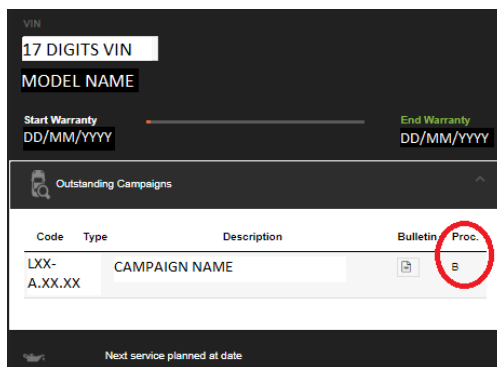 VIN
17 DIGITS VIN
MODEL NAME
Start Warranty End Warranty
DD/MM/YYYY DD/MM/YYYY
Outstanding Campaigns
Code Type Description Bulletin Proc.
LXX- CAMPAIGN NAME B
A.XX.XX
Next service planned at date